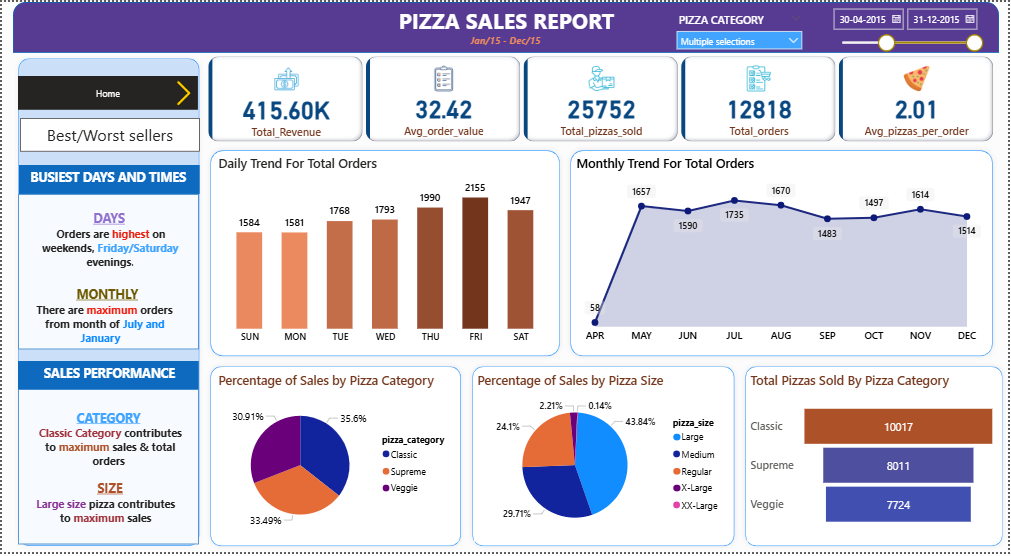 PIZZA SALES REPORT
Jan/15 - Dec/15
PIZZA CATEGORY
Multiple selections
30-04-2015
31-12-2015
Home
Best/Worst sellers
BUSIEST DAYS AND TIMES
DAYS
Orders are highest on
weekends, Friday/Saturday
evenings.
MONTHLY
There are maximum orders
from month of July and
January
SALES PERFORMANCE
CATEGORY
Classic Category contributes
to maximum sales & total
orders
SIZE
Large size pizza contributes
to maximum sales
415.60K
Total_Revenue
32.42
Avg_order_value
25752
Total_pizzas_sold
12818
Total_orders
2.01
Avg_pizzas_per_order
Daily Trend For Total Orders
1584
1581
1768
1793
1990
2155
1947
SUN
MON
TUE
WED
THU
FRI
SAT
Monthly Trend For Total Orders
58
1657
1590
1735
1670
1483
1497
1614
1514
APR
MAY
JUN
JUL
AUG
SEP
OCT
NOV
DEC
Percentage of Sales by Pizza Category
30.91%
35.6%
33.49%
pizza_category
Classic
Supreme
Veggie
Percentage of Sales by Pizza Size
2.21%
0.14%
24.1%
43.84%
29.71%
pizza_size
Large
Medium
Regular
X-Large
XX-Large
Total Pizzas Sold By Pizza Category
Classic
10017
Supreme
8011
Veggie
7724